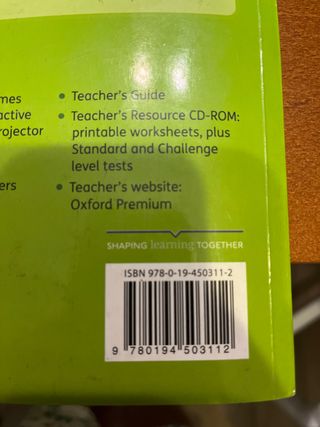 mes
active
rojector
ers
• Teacher's Guide
• Teacher's Resource CD-ROM:
printable worksheets, plus
Standard and Challenge
level tests
• Teacher's website:
Oxford Premium
SHAPING learning TOGETHER
ISBN 978-0-19-450311-2
9 780194 503112